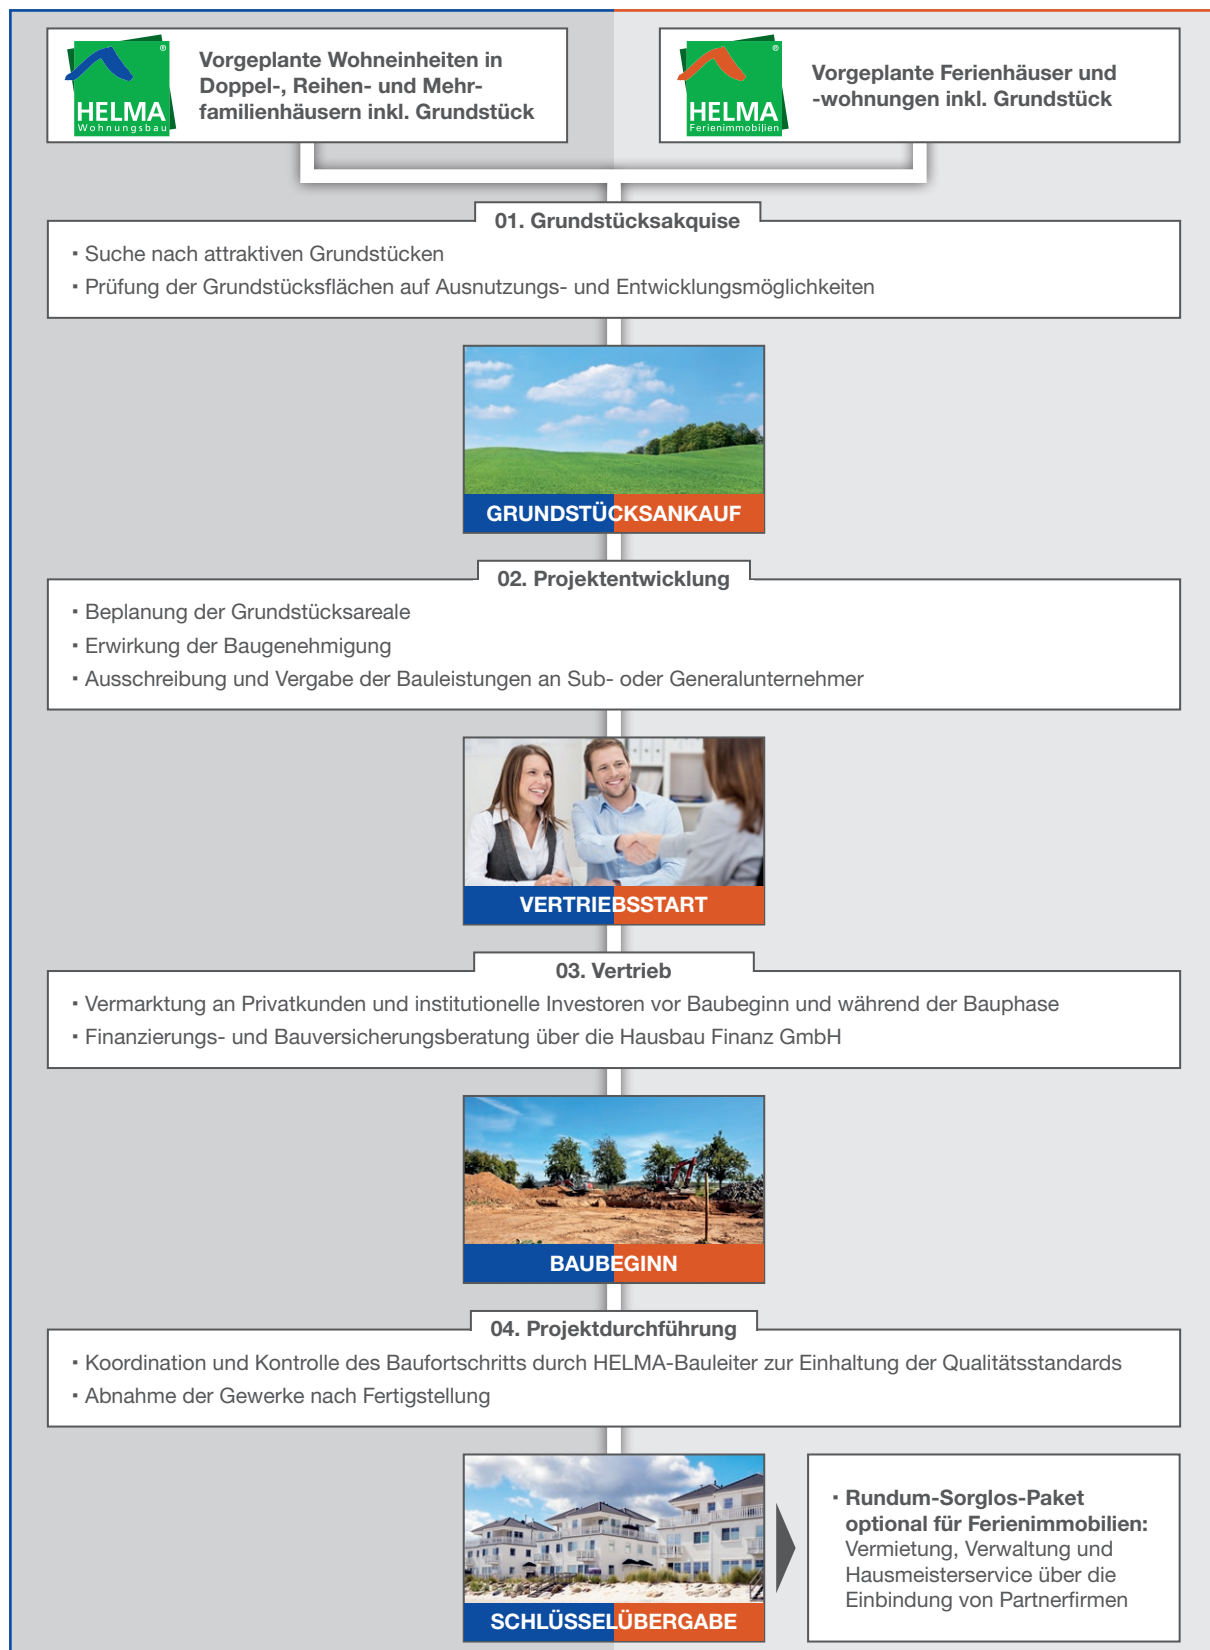 HELMA
®
Wohnungsbau
Vorgeplante Wohneinheiten in
Doppel-, Reihen- und Mehr-
familienhäusern inkl. Grundstück
HELMA
®
Ferienimmobilien
Vorgeplante Ferienhäuser und
-wohnungen inkl. Grundstück
01. Grundstücksakquise
▪ Suche nach attraktiven Grundstücken
▪ Prüfung der Grundstücksflächen auf Ausnutzungs- und Entwicklungsmöglichkeiten
GRUNDSTÜCKSANKAUF
02. Projektentwicklung
▪ Beplanung der Grundstücksareale
▪ Erwirkung der Baugenehmigung
▪ Ausschreibung und Vergabe der Bauleistungen an Sub- oder Generalunternehmer
VERTRIEBSSTART
03. Vertrieb
▪ Vermarktung an Privatkunden und institutionelle Investoren vor Baubeginn und während der Bauphase
▪ Finanzierungs- und Bauversicherungsberatung über die Hausbau Finanz GmbH
BAUBEGINN
04. Projektdurchführung
▪ Koordination und Kontrolle des Baufortschritts durch HELMA-Bauleiter zur Einhaltung der Qualitätsstandards
▪ Abnahme der Gewerke nach Fertigstellung
SCHLÜSSELÜBERGABE
▪ Rundum-Sorglos-Paket
optional für Ferienimmobilien:
Vermietung, Verwaltung und
Hausmeisterservice über die
Einbindung von Partnerfirmen